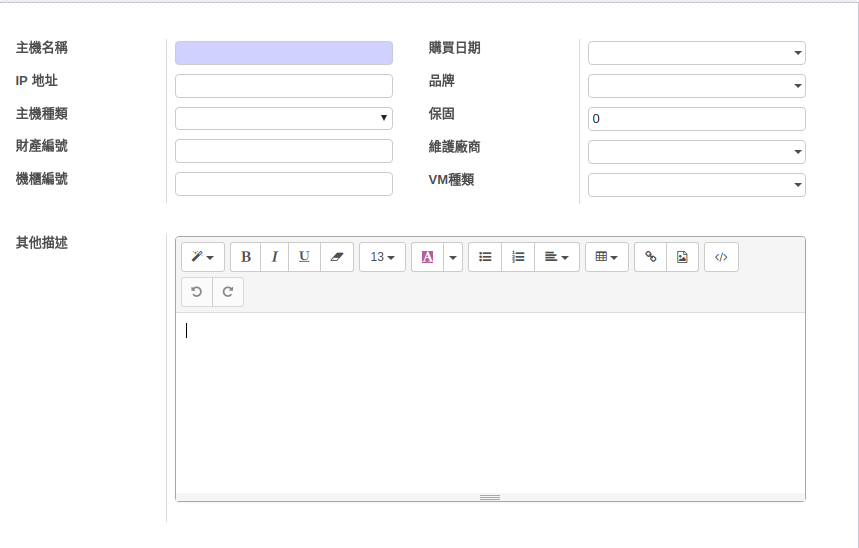 主機名稱
購買日期
IP 地址
品牌
主機種類
保固
0
財產編號
維護廠商
機櫃編號
VM種類
其他描述
B I U 13 A </>